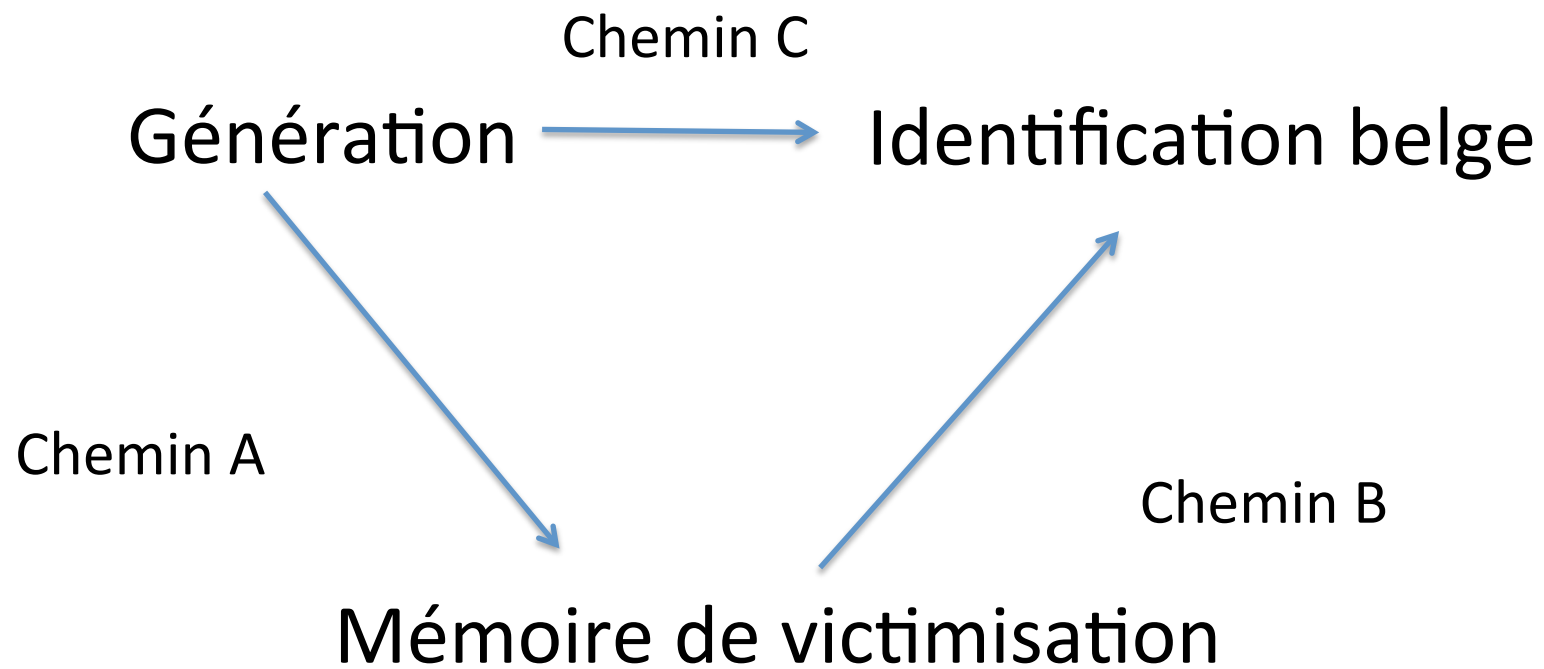 Chemin C
Génération
Identification belge
Chemin A
Chemin B
Mémoire de victimisation